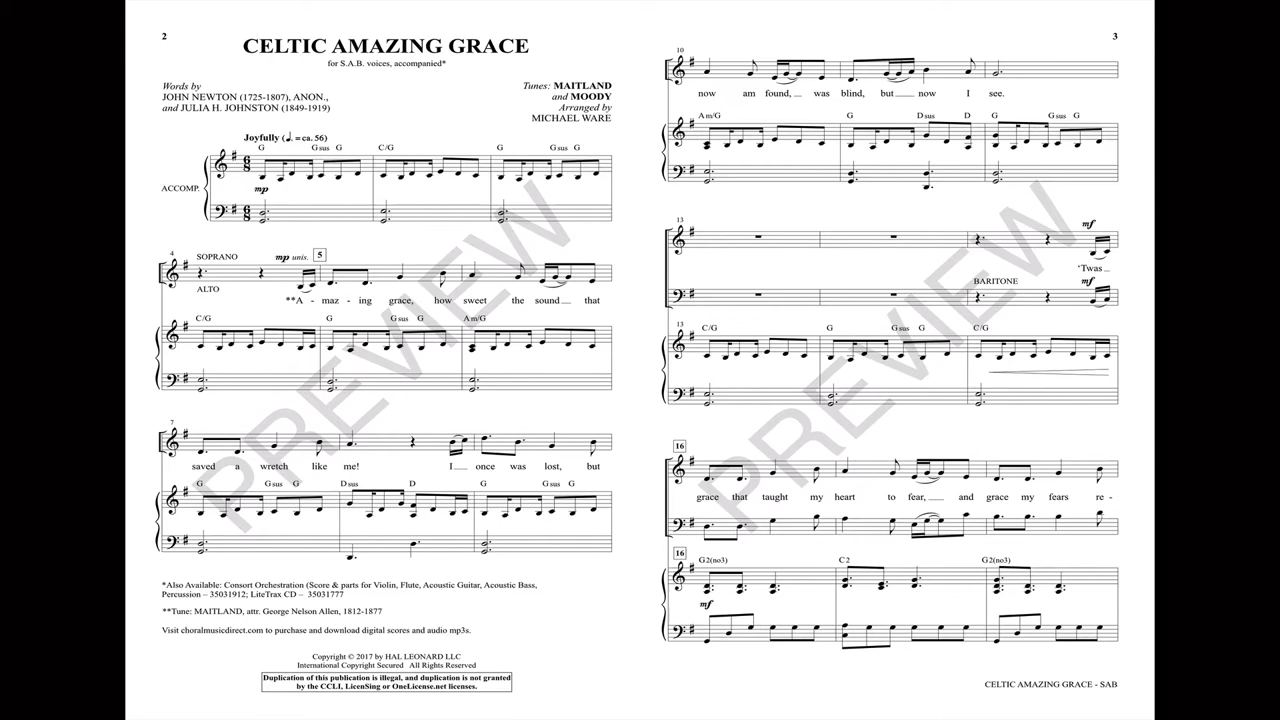 2
CELTIC AMAZING GRACE
for S.A.B. voices, accompanied*
Words by
JOHN NEWTON (1725-1807), ANON.,
and JULIA H. JOHNSTON (1849-1919)
Tunes: MAITLAND
and MOODY
Arranged by
MICHAEL WARE
Joyfully (♩. = ca. 56)
G Gsus G C/G G Gsus G
ACCOMP.
mp
4
SOPRANO
mp unis. 5
ALTO
**A - maz - ing grace, how sweet the sound that
C/G G Gsus G Am/G
7
saved a wretch like me! I once was lost, but
G Gsus G Dsus D G Gsus G
*Also Available: Consort Orchestration (Score & parts for Violin, Flute, Acoustic Guitar, Acoustic Bass,
Percussion – 35031912; LiteTrax CD – 35031777
**Tune: MAITLAND, attr. George Nelson Allen, 1812-1877
Visit choralmusicdirect.com to purchase and download digital scores and audio mp3s.
Copyright © 2017 by HAL LEONARD LLC
International Copyright Secured All Rights Reserved
Duplication of this publication is illegal, and duplication is not granted
by the CCLI, LicenSing or OneLicense.net licenses.
PREVIEW
3
10
now am found, was blind, but now I see.
Am/G G Dsus D G Gsus G
13
mf
'Twas
BARITONE
mf
13
C/G G Gsus G C/G
16
grace that taught my heart to fear, and grace my fears re -
16
G2(no3) C2 G2(no3)
mf
PREVIEW
CELTIC AMAZING GRACE - SAB